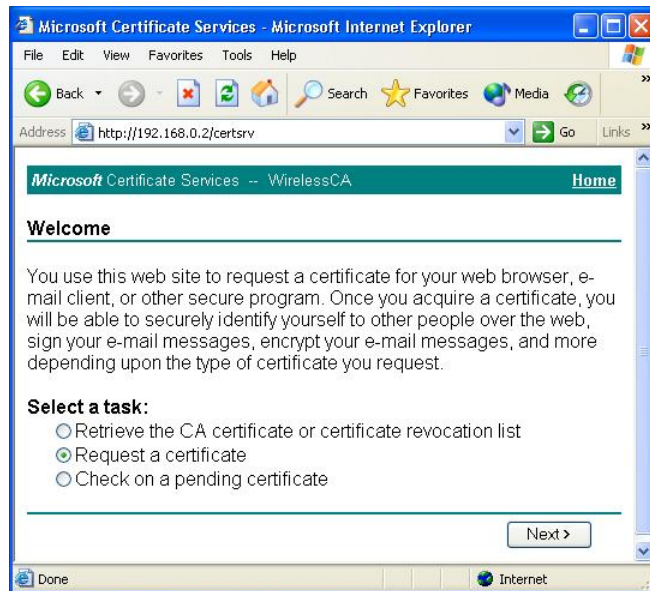 Microsoft Certificate Services - Microsoft Internet Explorer
File Edit View Favorites Tools Help
Back Search Favorites Media »
Address http://192.168.0.2/certsrv Go Links »
Microsoft Certificate Services -- WirelessCA Home
Welcome
You use this web site to request a certificate for your web browser, e-
mail client, or other secure program. Once you acquire a certificate, you
will be able to securely identify yourself to other people over the web,
sign your e-mail messages, encrypt your e-mail messages, and more
depending upon the type of certificate you request.
Select a task:
Retrieve the CA certificate or certificate revocation list
Request a certificate
Check on a pending certificate
Next >
Done Internet